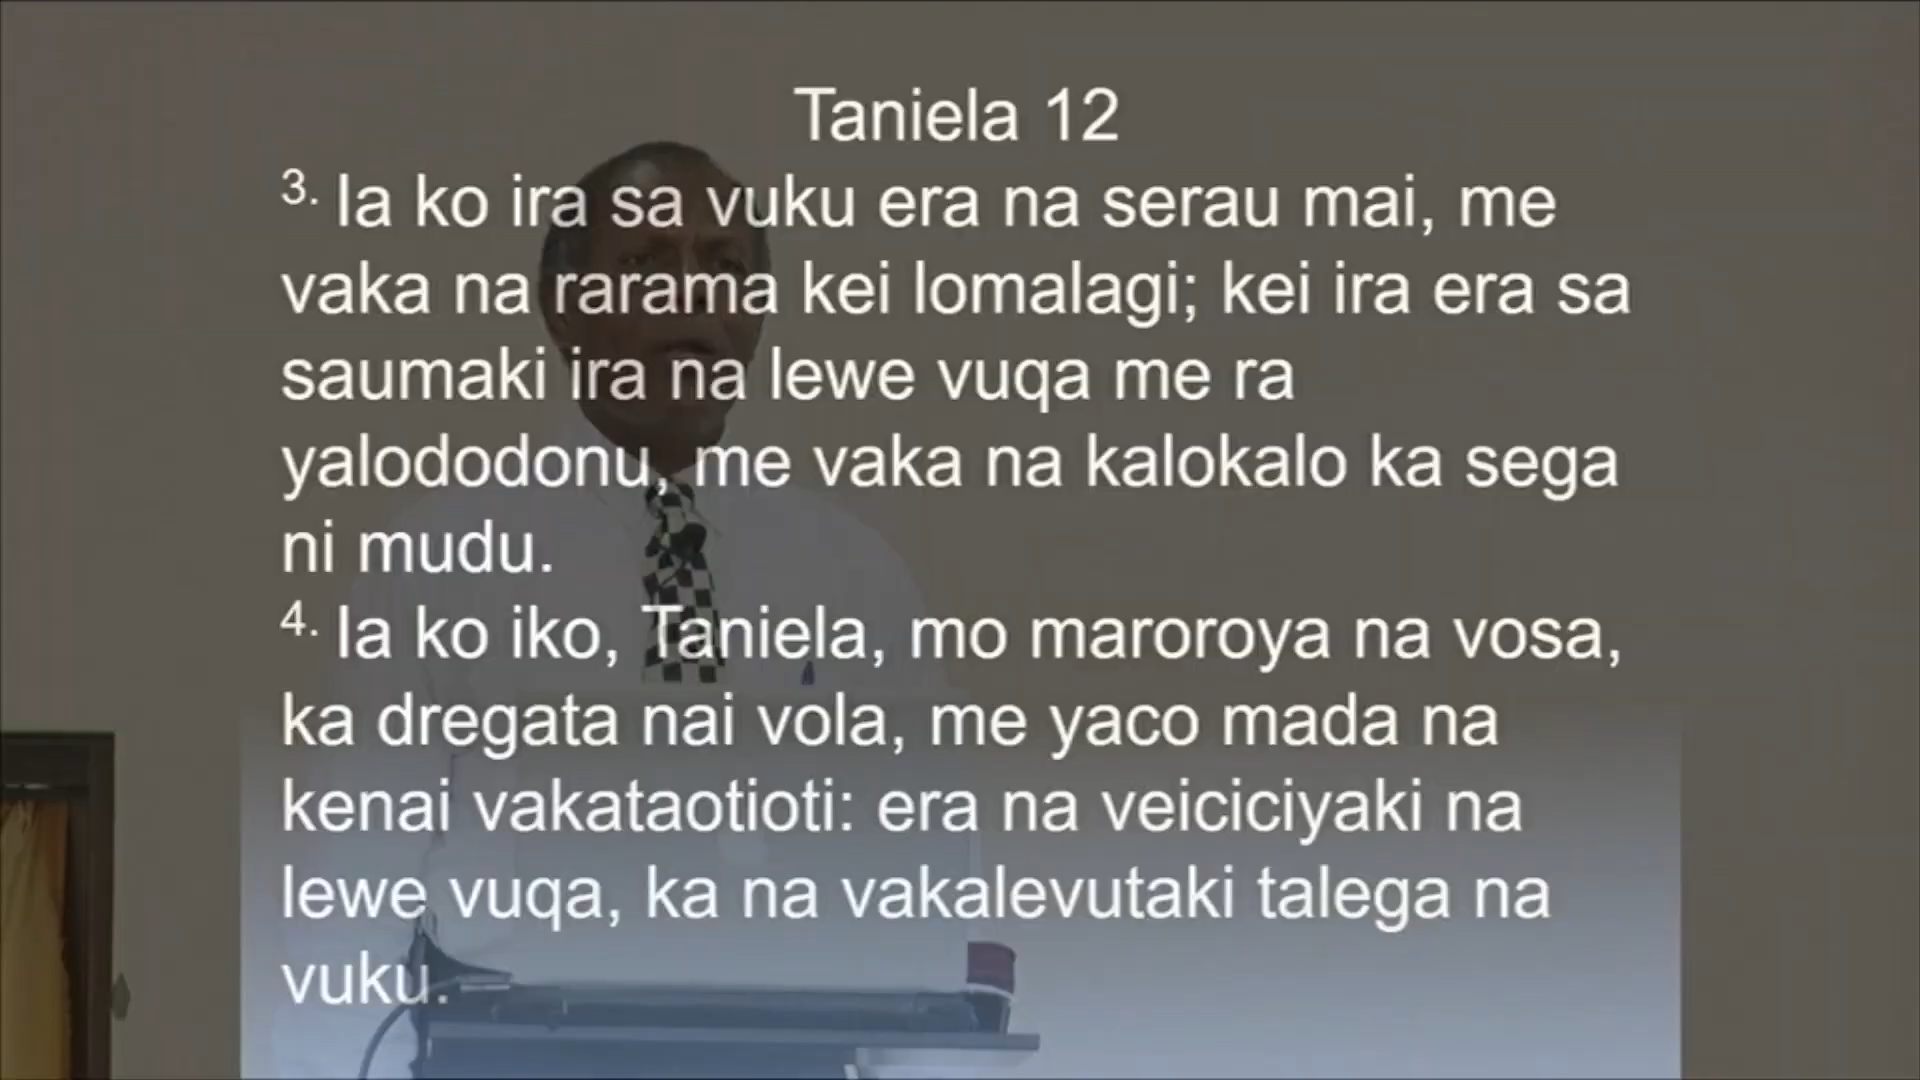 Taniela 12
3. Ia ko ira sa vuku era na serau mai, me
vaka na rarama kei lomalagi; kei ira era sa
saumaki ira na lewe vuqa me ra
yalododonu, me vaka na kalokalo ka sega
ni mudu.
4. Ia ko iko, Taniela, mo maroroya na vosa,
ka dregata nai vola, me yaco mada na
kenai vakataotioti: era na veiciciyaki na
lewe vuqa, ka na vakalevutaki talega na
vuku.